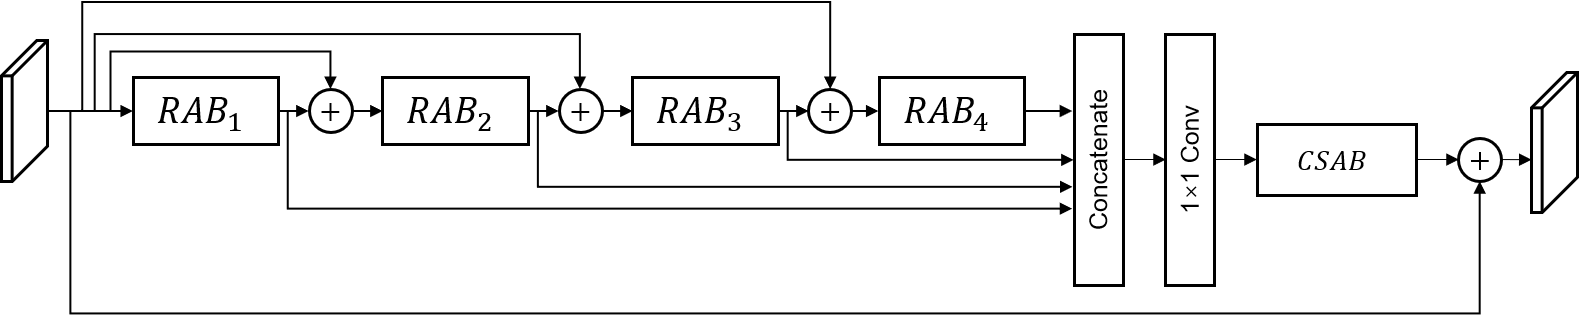 RAB₁
+
RAB₂
+
RAB₃
+
RAB₄
Concatenate
1×1 Conv
CSAB
+